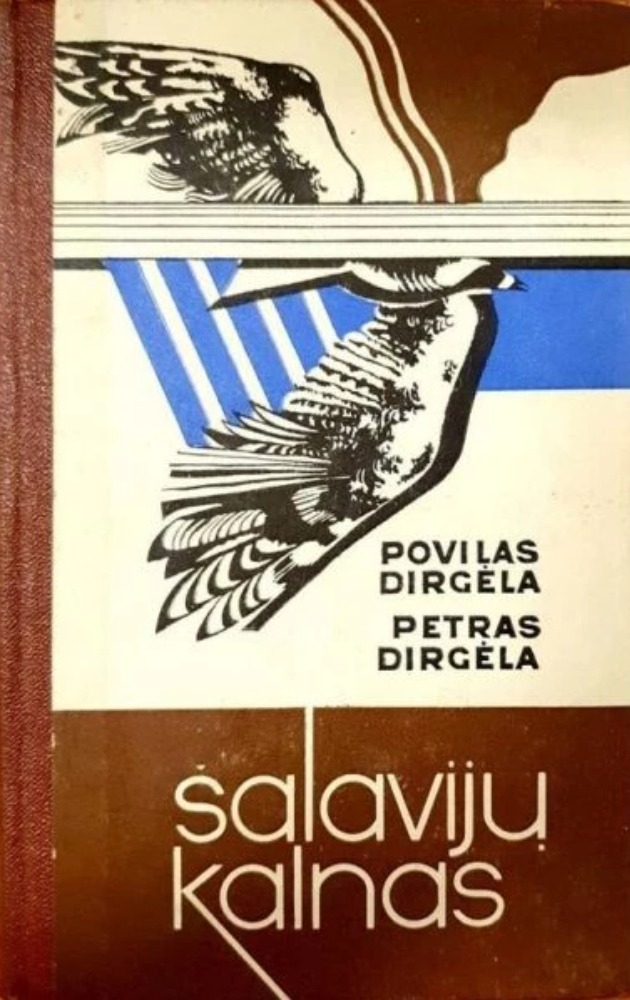 POVILAS
DIRGĖLA
PETRAS
DIRGĖLA
šalavijų
kalnas